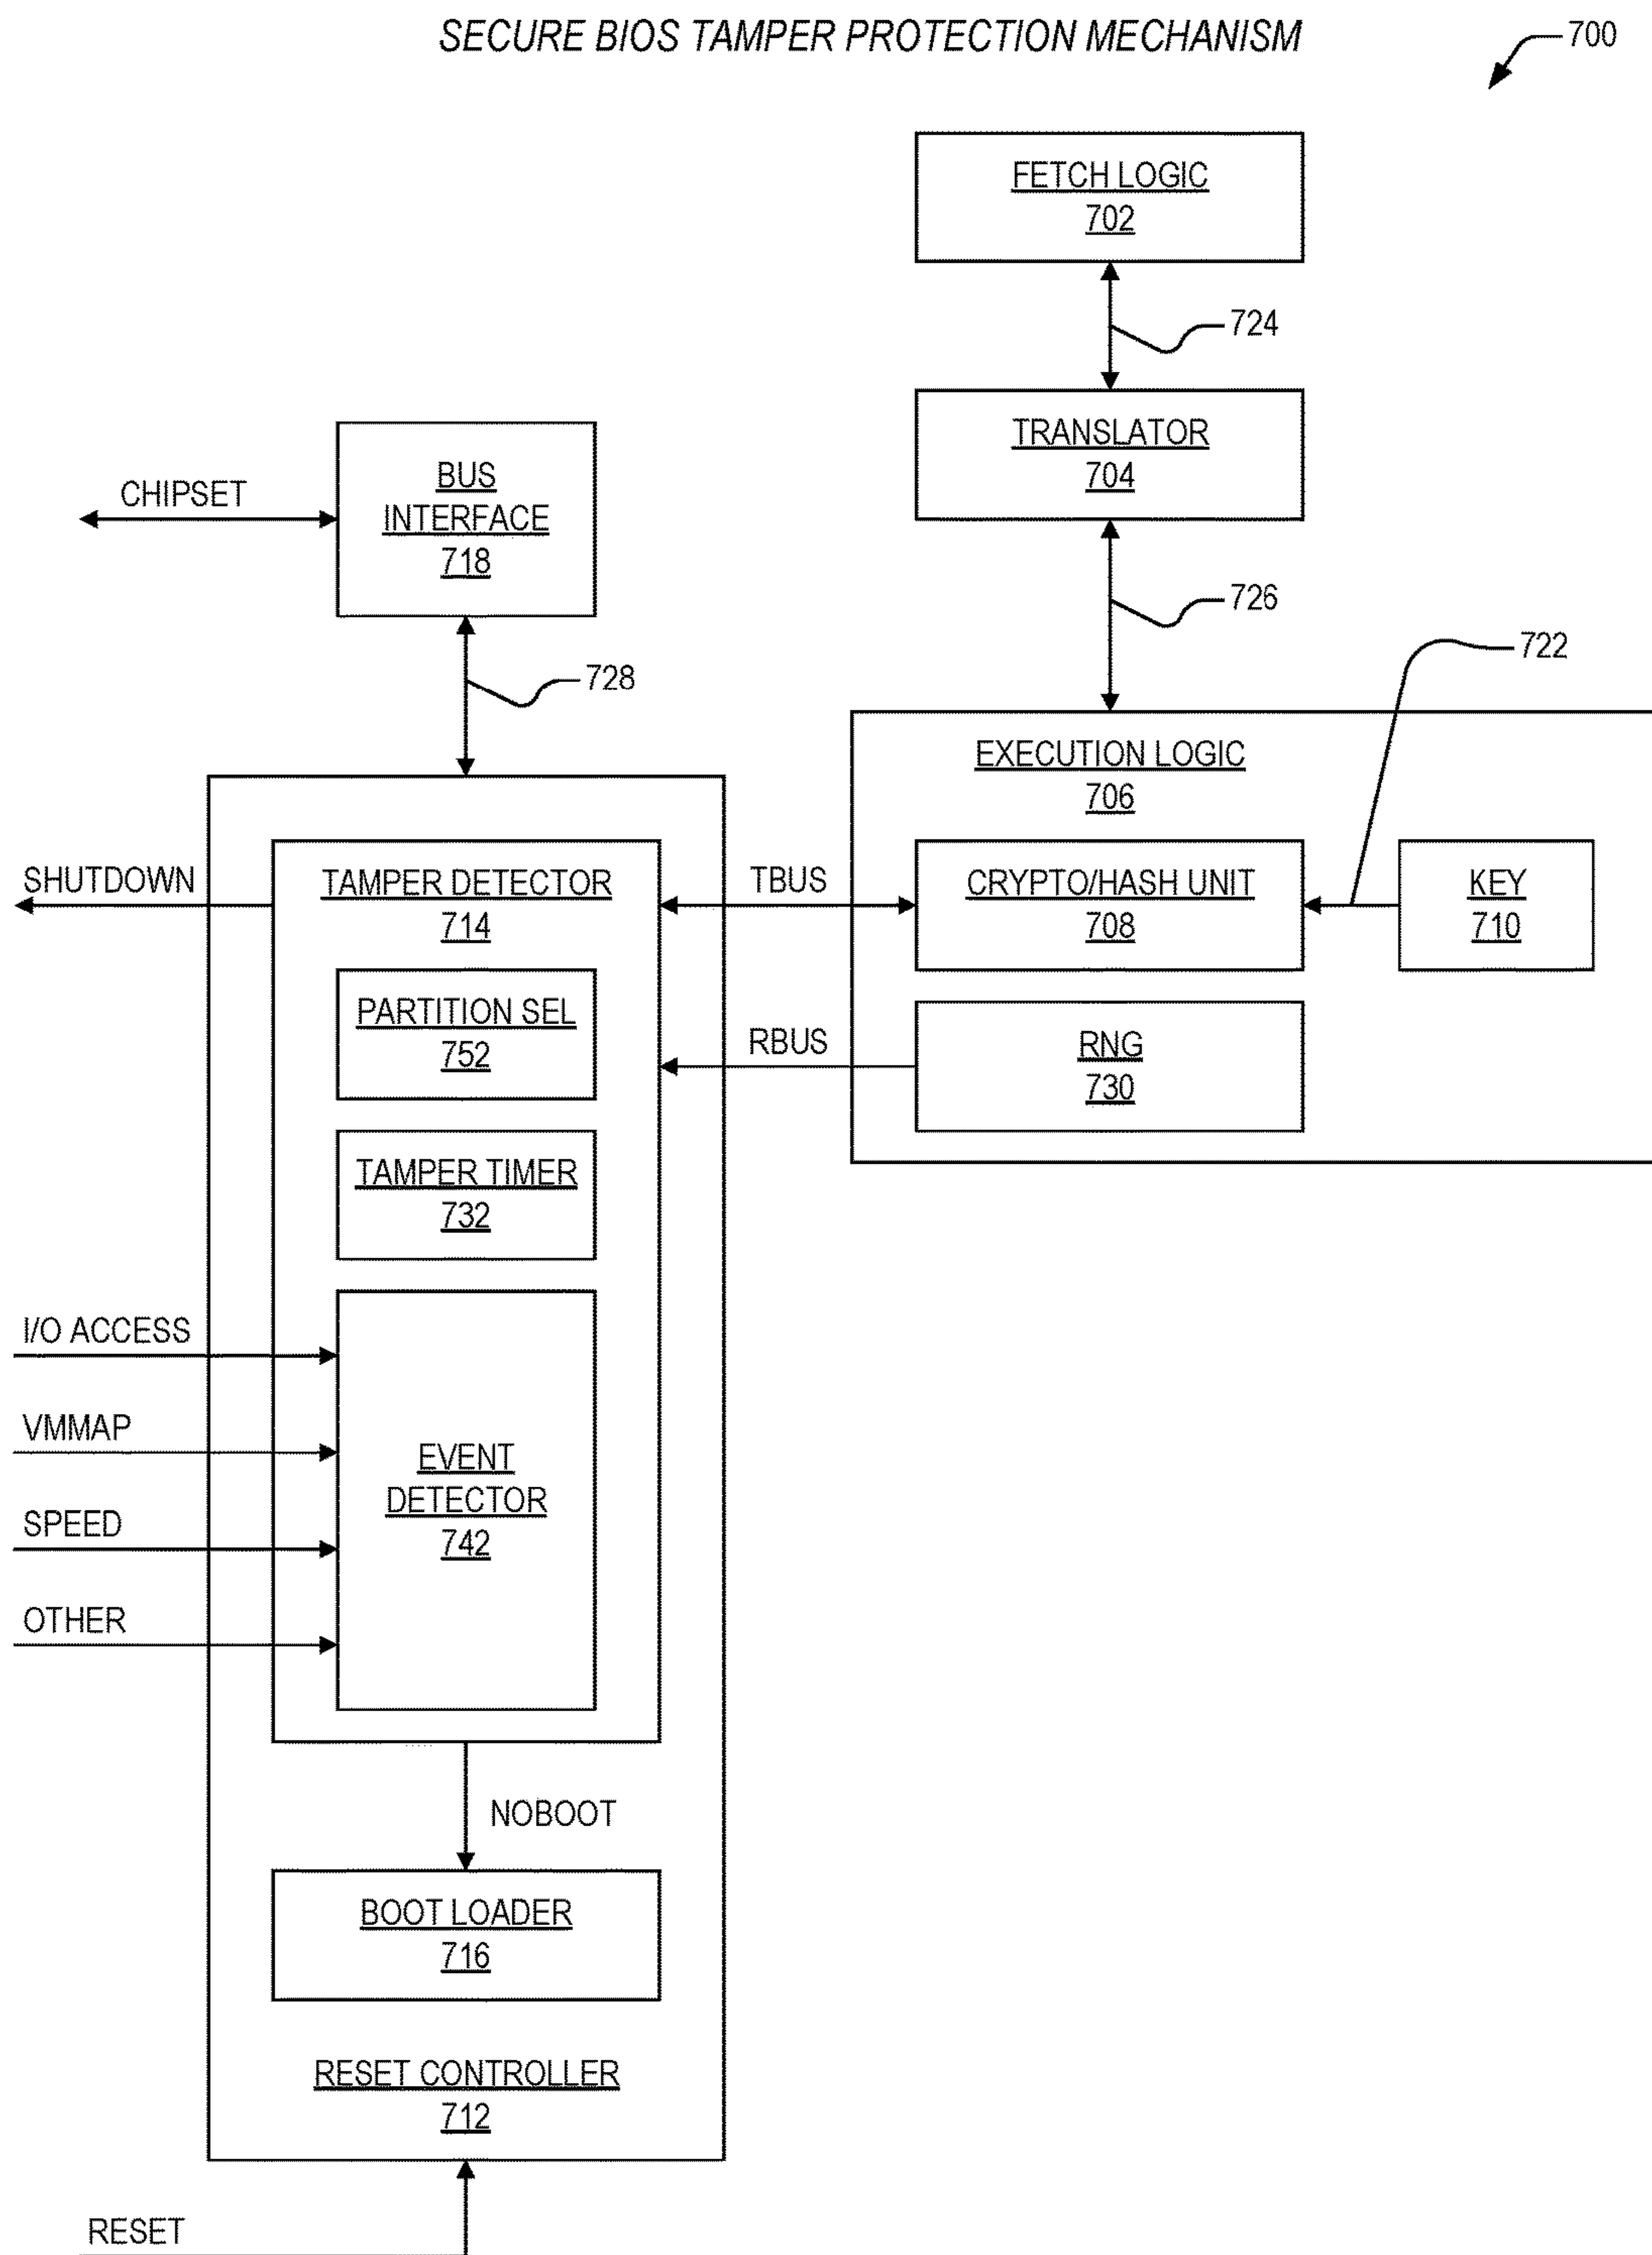 SECURE BIOS TAMPER PROTECTION MECHANISM
700
FETCH LOGIC
702
724
TRANSLATOR
704
CHIPSET
BUS
INTERFACE
718
726
722
728
EXECUTION LOGIC
706
SHUTDOWN
TAMPER DETECTOR
714
TBUS
CRYPTO/HASH UNIT
708
KEY
710
PARTITION SEL
752
RBUS
RNG
730
TAMPER TIMER
732
I/O ACCESS
VMMAP
SPEED
OTHER
EVENT
DETECTOR
742
NOBOOT
BOOT LOADER
716
RESET CONTROLLER
712
RESET